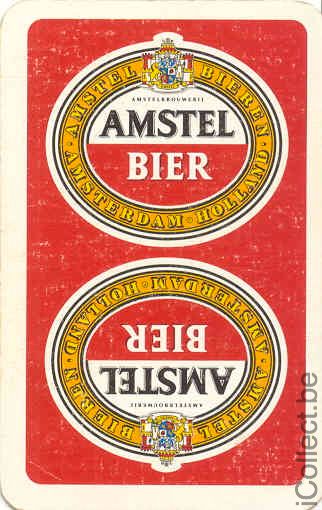 AMSTEL BIEREN
AMSTELBROUWERIJ
AMSTEL
BIER
AMSTERDAM · HOLLAND
AMSTERDAM · HOLLAND
BIER
AMSTEL
AMSTELBROUWERIJ
AMSTEL BIEREN
iCollect.be